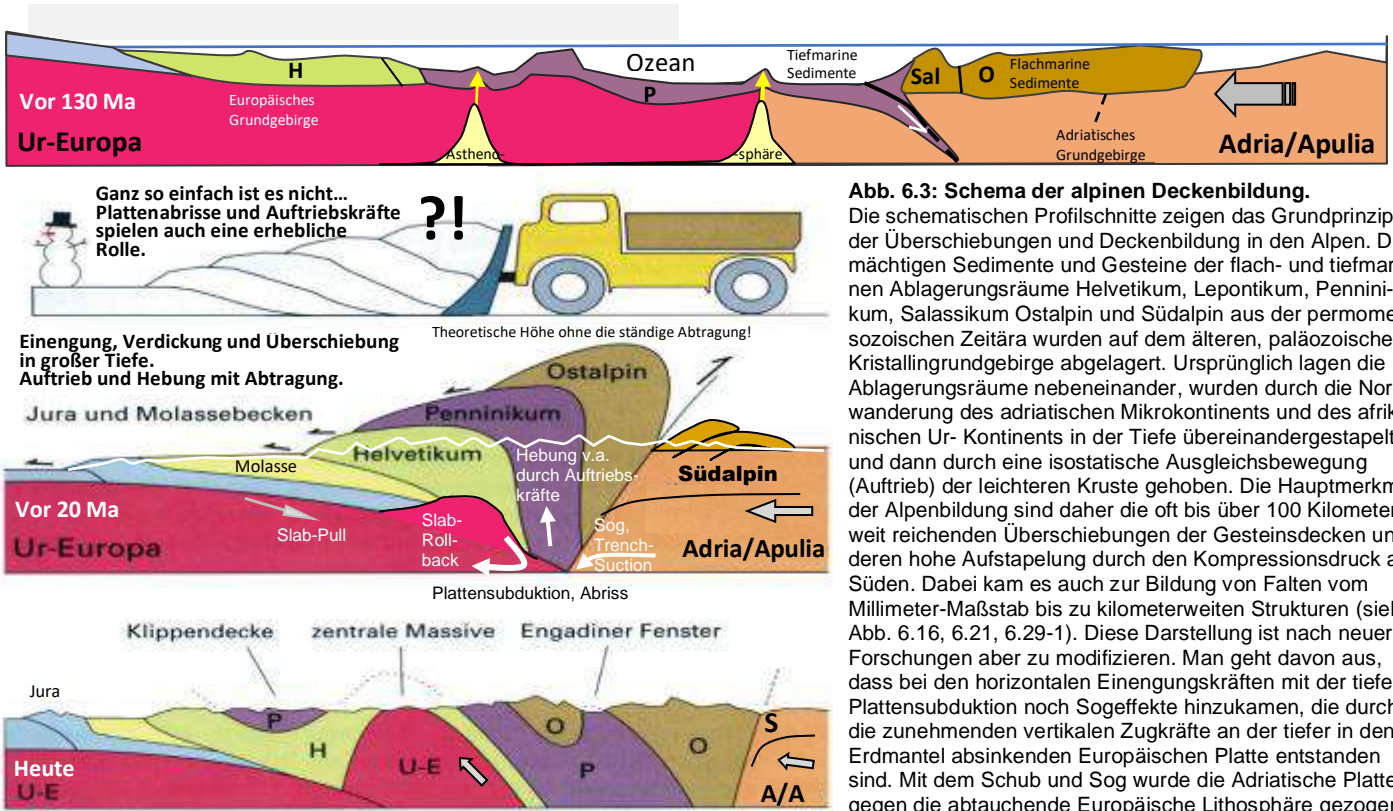 Ozean
Tiefmarine
Sedimente
Flachmarine
Sedimente
H
P
Sal
O
Vor 130 Ma
Europäisches
Grundgebirge
Ur-Europa
Asthenо-
-sphäre
Adriatisches
Grundgebirge
Adria/Apulia
Ganz so einfach ist es nicht...
Plattenabrisse und Auftriebskräfte
spielen auch eine erhebliche
Rolle.
?!
Theoretische Höhe ohne die ständige Abtragung!
Einengung, Verdickung und Überschiebung
in großer Tiefe.
Auftrieb und Hebung mit Abtragung.
Jura und Molassebecken
Ostalpin
Penninikum
Helvetikum
Molasse
Hebung v.a.
durch Auftriebs-
kräfte
Südalpin
Vor 20 Ma
Ur-Europa
Slab-Pull
Slab-
Roll-
back
Sog,
Trench-
Suction
Adria/Apulia
Plattensubduktion, Abriss
Klippendecke
zentrale Massive
Engadiner Fenster
Jura
P
H
U-E
O
P
O
S
A/A
Heute
U-E
Abb. 6.3: Schema der alpinen Deckenbildung.
Die schematischen Profilschnitte zeigen das Grundprinzip
der Überschiebungen und Deckenbildung in den Alpen. D
mächtigen Sedimente und Gesteine der flach- und tiefmar
nen Ablagerungsräume Helvetikum, Lepontikum, Pennini-
kum, Salassikum Ostalpin und Südalpin aus der permome
sozoischen Zeitära wurden auf dem älteren, paläozoische
Kristallingrundgebirge abgelagert. Ursprünglich lagen die
Ablagerungsräume nebeneinander, wurden durch die Nor
wanderung des adriatischen Mikrokontinents und des afrik
nischen Ur- Kontinents in der Tiefe übereinandergestapelt
und dann durch eine isostatische Ausgleichsbewegung
(Auftrieb) der leichteren Kruste gehoben. Die Hauptmerkm
der Alpenbildung sind daher die oft bis über 100 Kilometer
weit reichenden Überschiebungen der Gesteinsdecken un
deren hohe Aufstapelung durch den Kompressionsdruck a
Süden. Dabei kam es auch zur Bildung von Falten vom
Millimeter-Maßstab bis zu kilometerweiten Strukturen (sieh
Abb. 6.16, 6.21, 6.29-1). Diese Darstellung ist nach neuer
Forschungen aber zu modifizieren. Man geht davon aus,
dass bei den horizontalen Einengungskräften mit der tiefe
Plattensubduktion noch Sogeffekte hinzukamen, die durch
die zunehmenden vertikalen Zugkräfte an der tiefer in den
Erdmantel absinkenden Europäischen Platte entstanden
sind. Mit dem Schub und Sog wurde die Adriatische Platte
gegen die abtauchende Europäische Lithosphäre gezogen